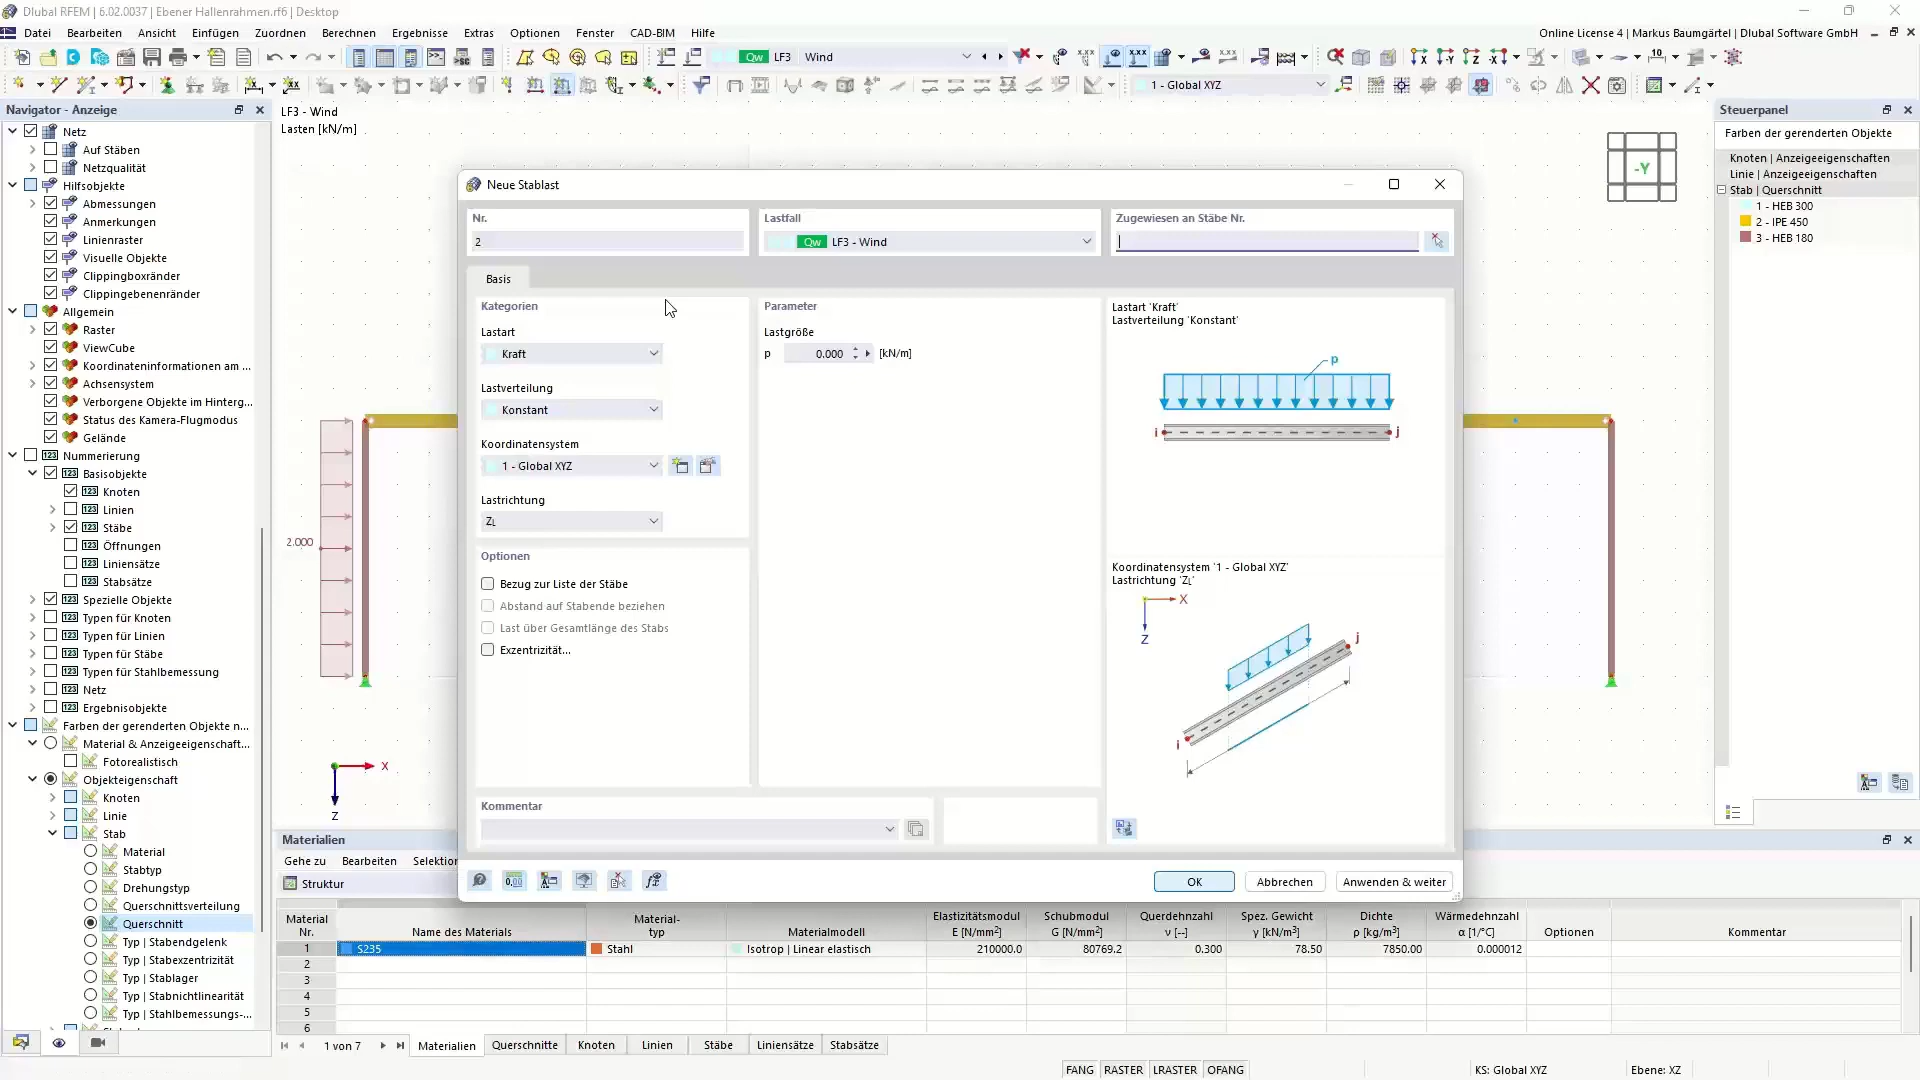 Dlubal RFEM | 6.02.0037 | Ebener Hallenrahmen.rf6 | Desktop
Datei Bearbeiten Ansicht Einfügen Zuordnen Berechnen Ergebnisse Extras Optionen Fenster CAD-BIM Hilfe
Online License 4 | Markus Baumgärtel | Dlubal Software GmbH
Qw LF3 Wind
1 - Global XYZ
Navigator - Anzeige
Netz
Auf Stäben
Netzqualität
Hilfsobjekte
Abmessungen
Anmerkungen
Linienraster
Visuelle Objekte
Clippingboxränder
Clippingebenenränder
Allgemein
Raster
ViewCube
Koordinateninformationen am ...
Achsensystem
Verborgene Objekte im Hinterg...
Status des Kamera-Flugmodus
Gelände
Nummerierung
Basisobjekte
Knoten
Linien
Stäbe
Öffnungen
Liniensätze
Stabsätze
Spezielle Objekte
Typen für Knoten
Typen für Linien
Typen für Stäbe
Typen für Stahlbemessung
Netz
Ergebnisobjekte
Farben der gerenderten Objekte n...
Material & Anzeigeeigenschaft...
Fotorealistisch
Objekteigenschaft
Knoten
Linie
Stab
Material
Stabtyp
Drehungstyp
Querschnittsverteilung
Querschnitt
Typ | Stabendgelenk
Typ | Stabexzentrizität
Typ | Stablager
Typ | Stabnichtlinearität
Typ | Stahlbemessungs-...
LF3 - Wind
Lasten [kN/m]
2.000
X
Z
-Y
Neue Stablast
Nr.
2
Lastfall
Qw LF3 - Wind
Zugewiesen an Stäbe Nr.
Basis
Kategorien
Lastart
Kraft
Lastverteilung
Konstant
Koordinatensystem
1 - Global XYZ
Lastrichtung
ZL
Optionen
Bezug zur Liste der Stäbe
Abstand auf Stabende beziehen
Last über Gesamtlänge des Stabs
Exzentrizität...
Parameter
Lastgröße
p 0.000 [kN/m]
Kommentar
Lastart 'Kraft'
Lastverteilung 'Konstant'
p
i j
Koordinatensystem '1 - Global XYZ'
Lastrichtung 'ZL'
X
Z
j
i
OK Abbrechen Anwenden & weiter
Steuerpanel
Farben der gerenderten Objekte
Knoten | Anzeigeeigenschaften
Linie | Anzeigeeigenschaften
Stab | Querschnitt
1 - HEB 300
2 - IPE 450
3 - HEB 180
Materialien
Gehe zu Bearbeiten Selektion
Struktur
Material Nr. Name des Materials Material-typ Materialmodell Elastizitätsmodul E [N/mm²] Schubmodul G [N/mm²] Querdehnzahl ν [--] Spez. Gewicht γ [kN/m³] Dichte ρ [kg/m³] Wärmedehnzahl α [1/°C] Optionen Kommentar
1 S235 Stahl Isotrop | Linear elastisch 210000.0 80769.2 0.300 78.50 7850.00 0.000012
2
3
4
5
6
1 von 7 Materialien Querschnitte Knoten Linien Stäbe Liniensätze Stabsätze
FANG RASTER LRASTER OFANG KS: Global XYZ Ebene: XZ